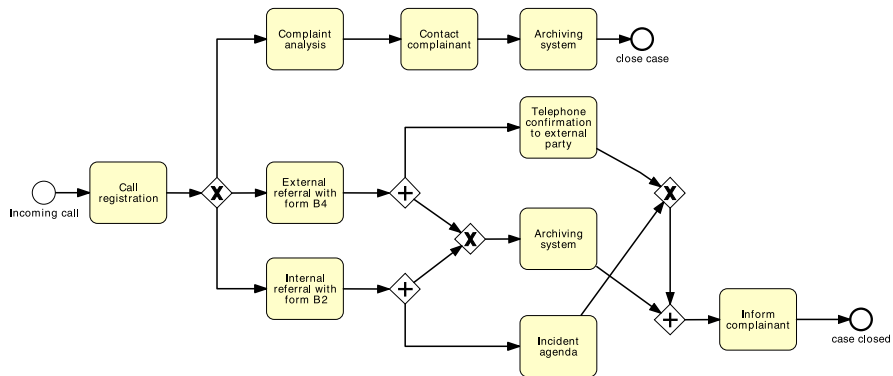 Complaint
analysis
Contact
complainant
Archiving
system
close case
Telephone
confirmation
to external
party
Call
registration
Incoming call
X
External
referral with
form B4
+
X
X
Archiving
system
Internal
referral with
form B2
+
Incident
agenda
+
Inform
complainant
case closed